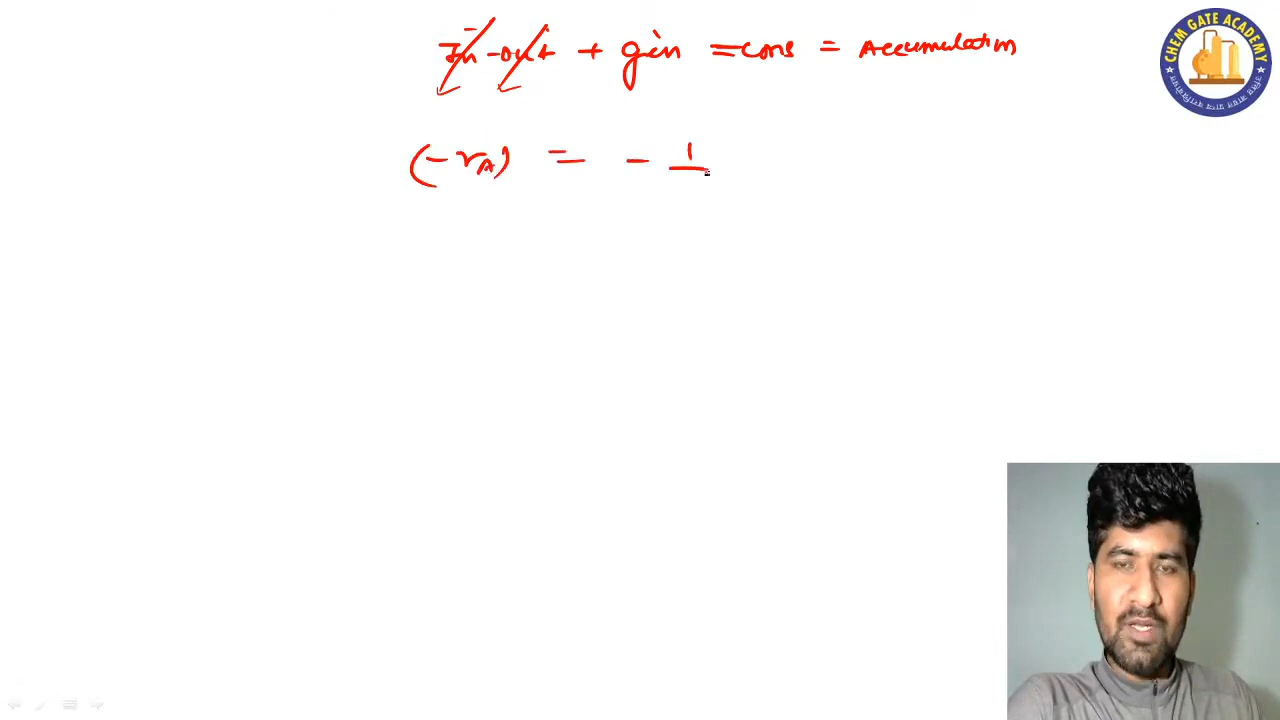 In - out + gen = cons = Accumulation
CHEM GATE ACADEMY
(-rA) = - 1